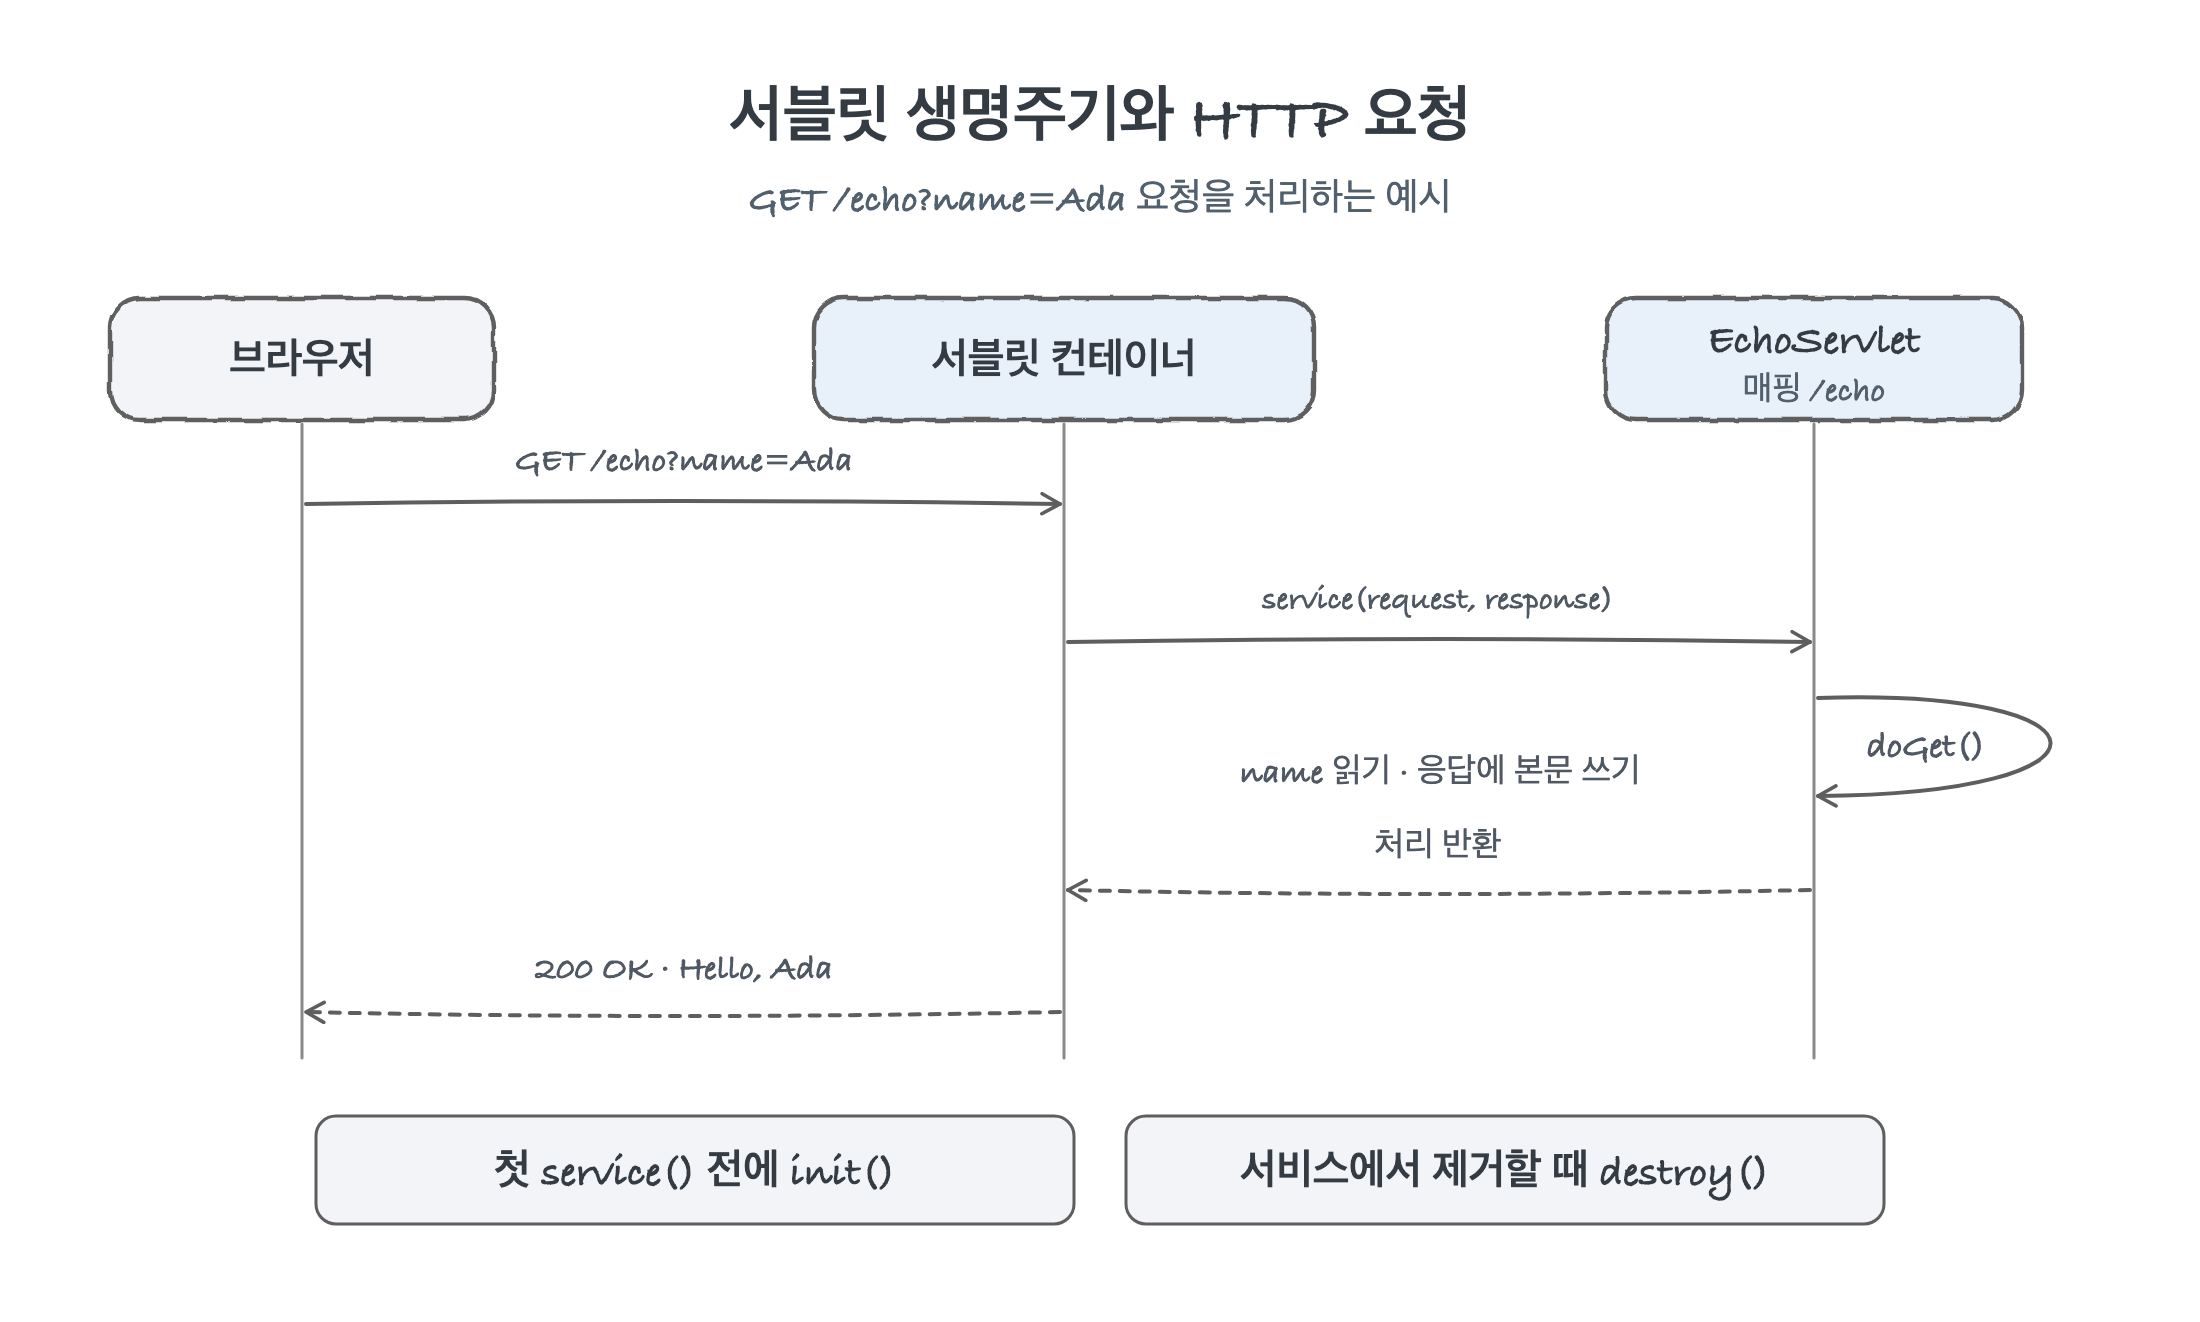 서블릿 생명주기와 HTTP 요청
GET /echo?name=Ada 요청을 처리하는 예시
브라우저
서블릿 컨테이너
EchoServlet
매핑 /echo
GET /echo?name=Ada
service(request, response)
doGet()
name 읽기 · 응답에 본문 쓰기
처리 반환
200 OK · Hello, Ada
첫 service() 전에 init()
서비스에서 제거할 때 destroy()